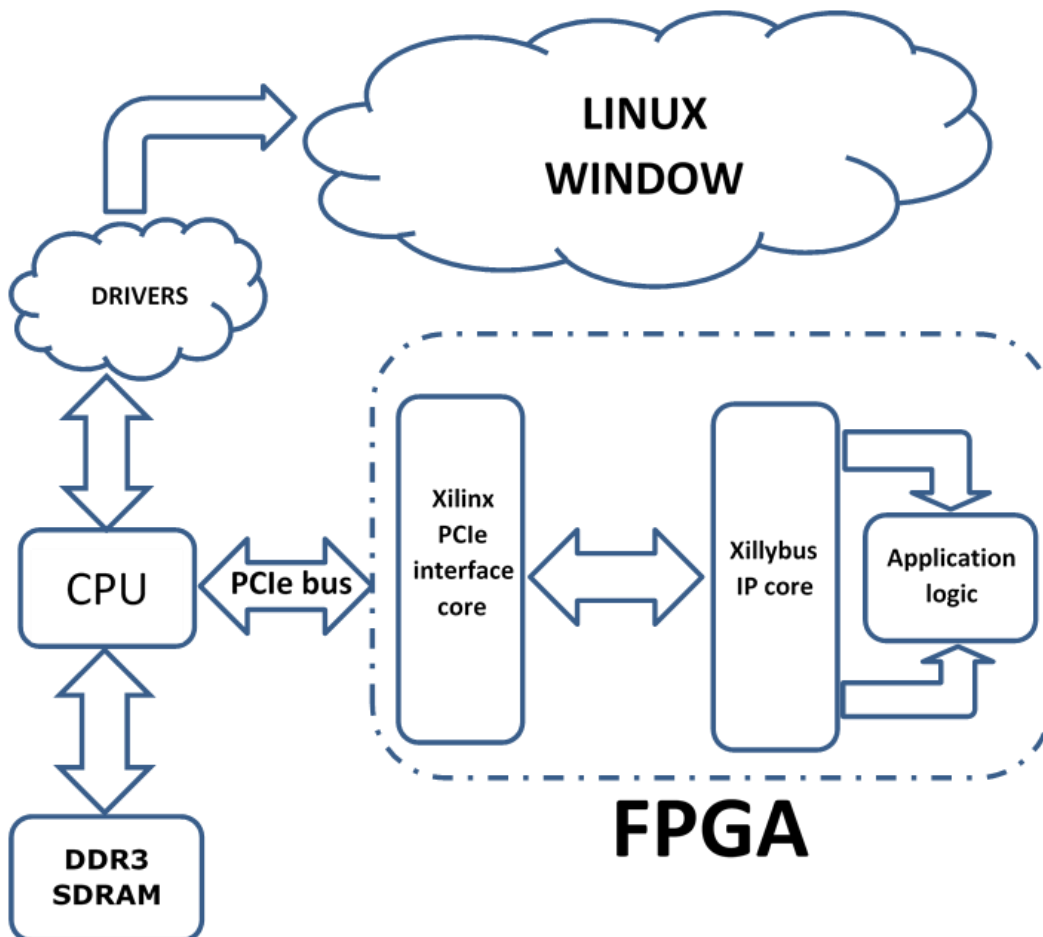 LINUX
WINDOW
DRIVERS
Xilinx
PCIe
interface
core
Xillybus
IP core
Application
logic
CPU
PCIe bus
DDR3
SDRAM
FPGA